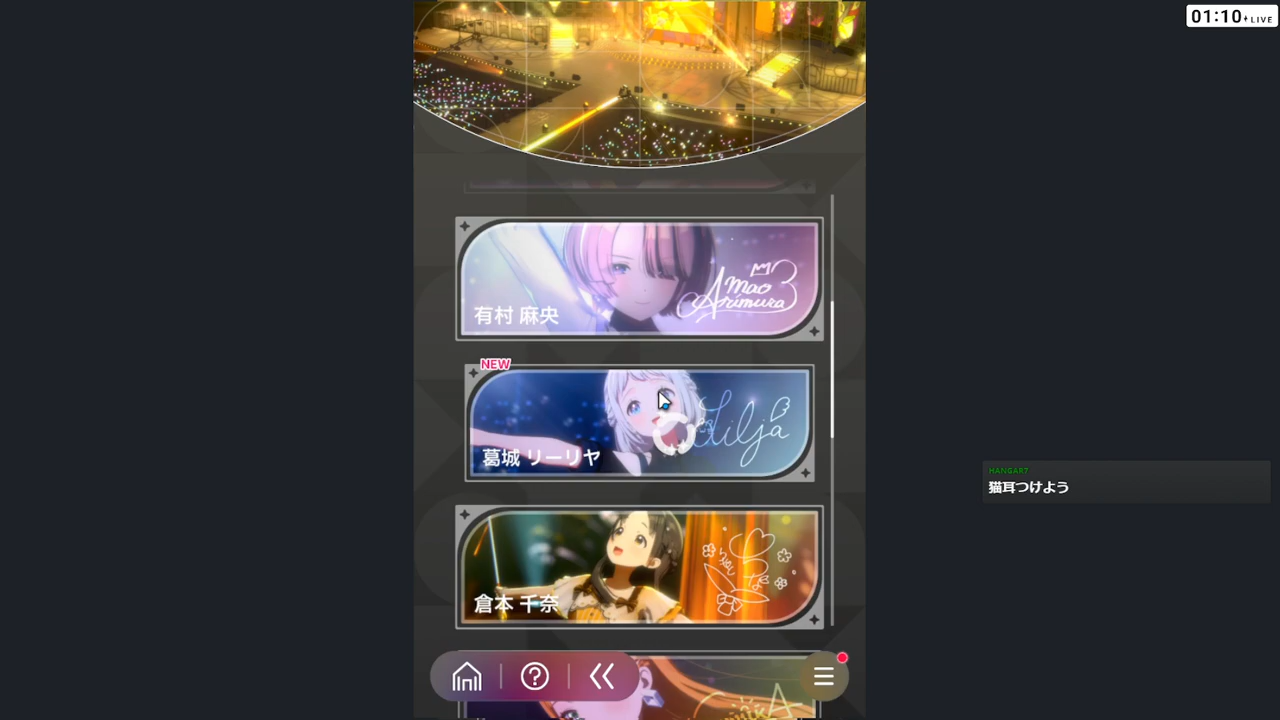 01:10 LIVE
Mao Arimura
有村 麻央
NEW
Lilja
葛城 リーリヤ
HANGART
猫耳つけよう
倉本 千奈
?